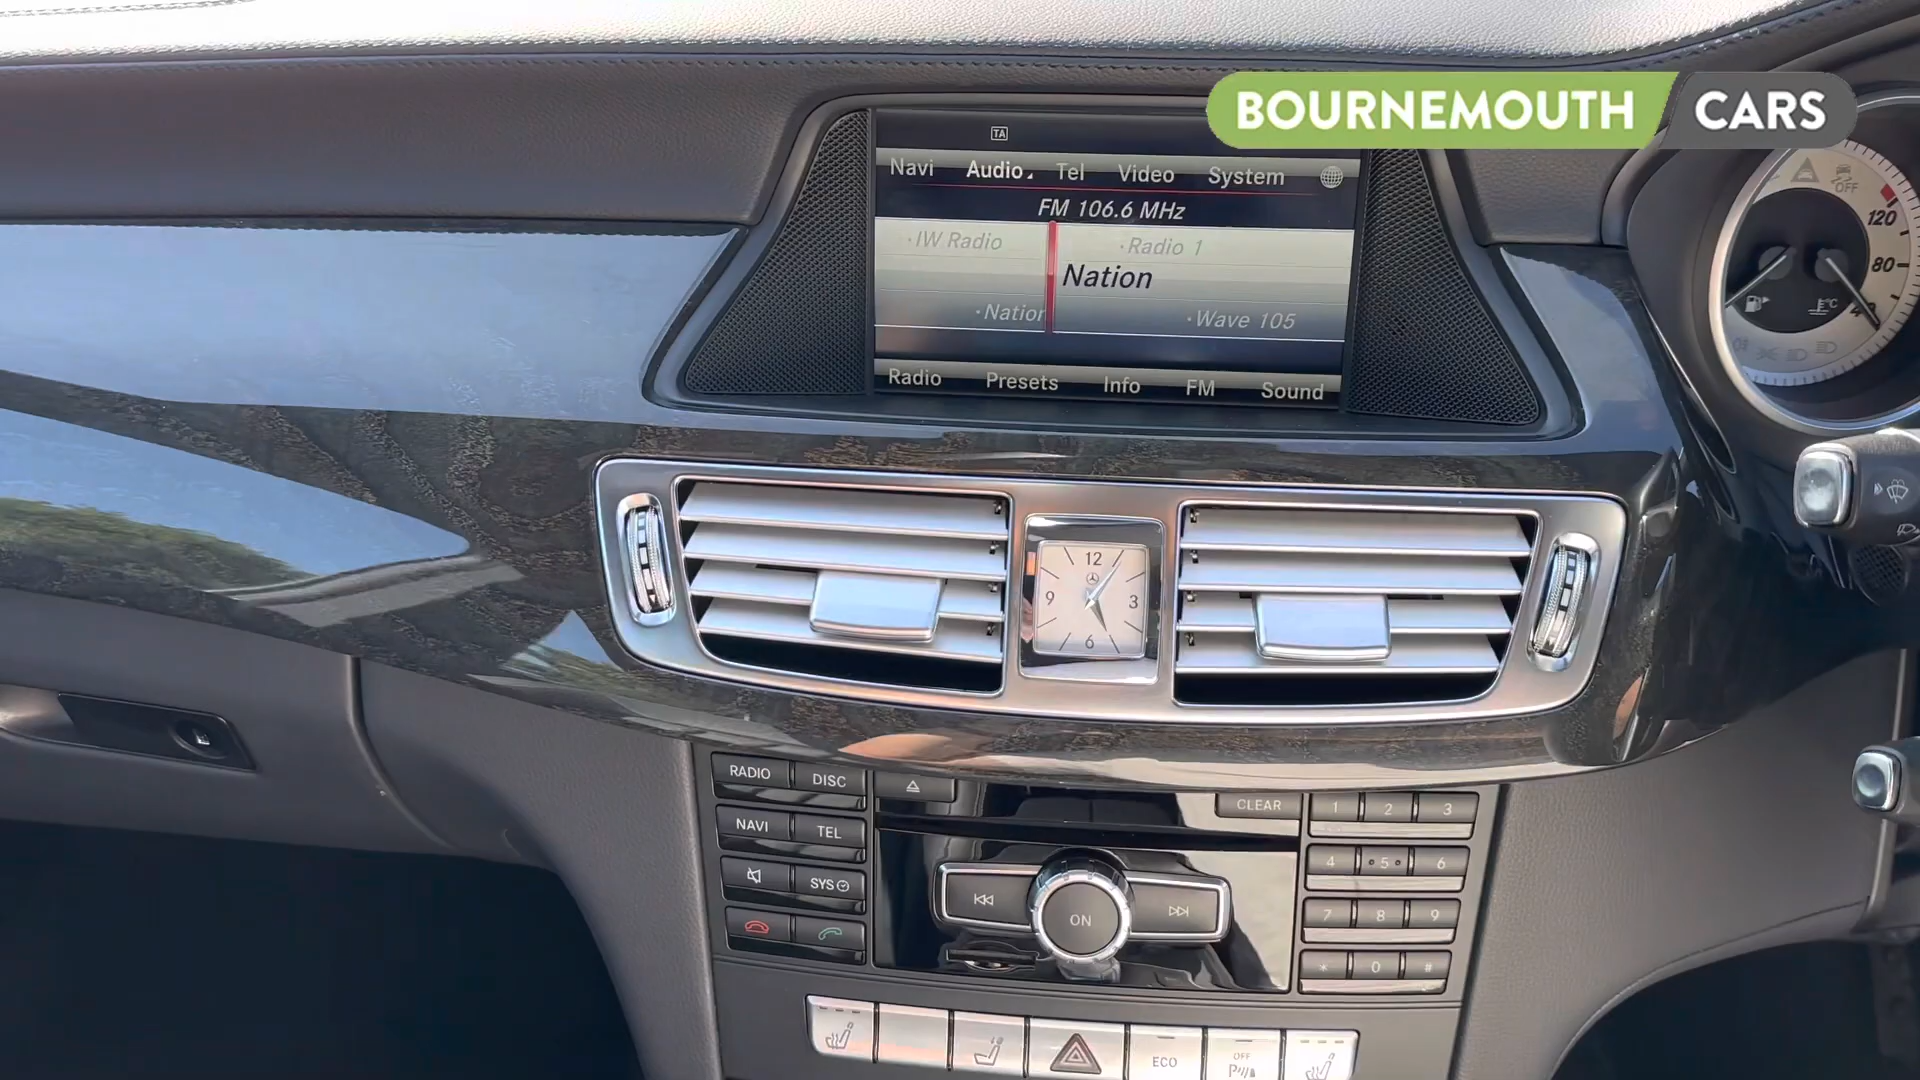 BOURNEMOUTH CARS
TA
Navi Audio Tel Video System
FM 106.6 MHz
IW Radio Radio 1
Nation
Nation Wave 105
Radio Presets Info FM Sound
OFF
120
80
°C
12
9 3
6
RADIO DISC
CLEAR 1 2 3
NAVI TEL
4 5 6
SYS
7 8 9
ON
* 0 #
ECO
OFF
P